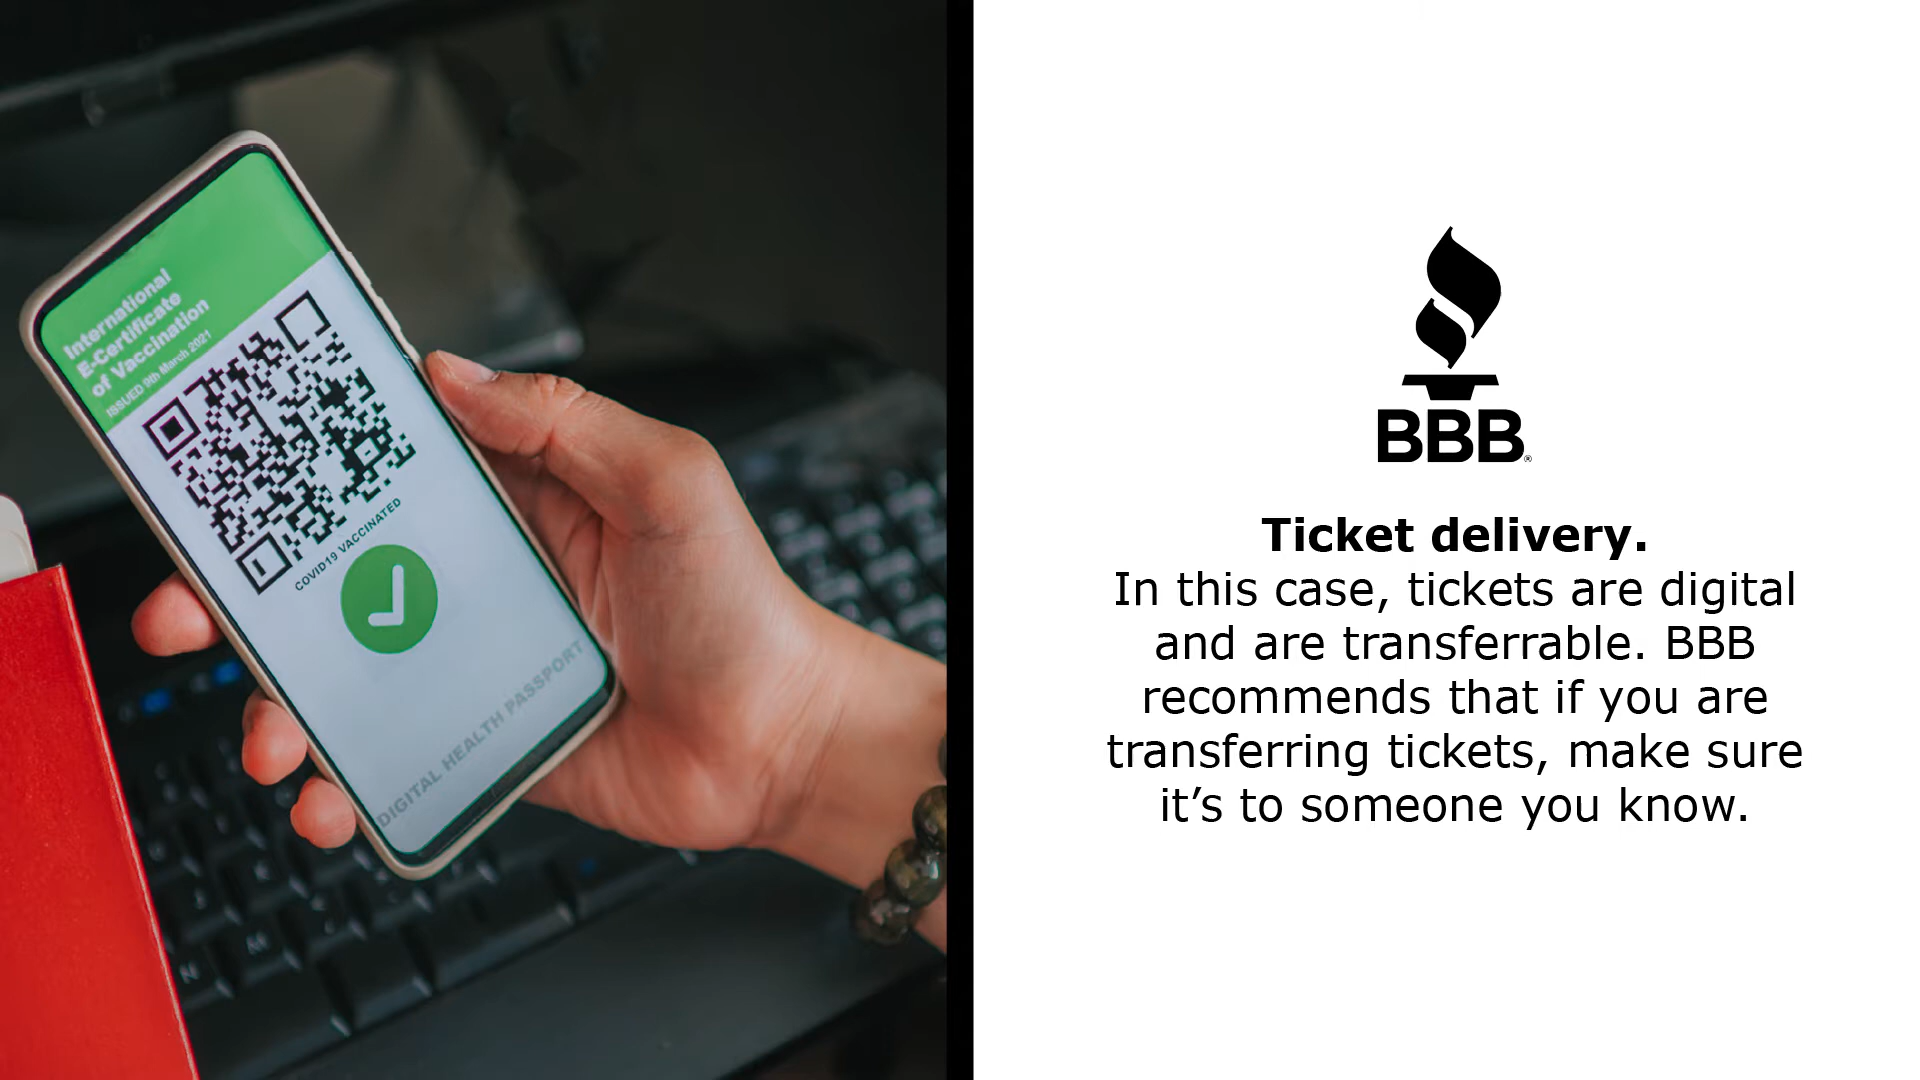 International
E-Certificate
of Vaccination
ISSUED 9th March 2021
COVID19 VACCINATED
DIGITAL HEALTH PASSPORT
N
M
BBB®
Ticket delivery.
In this case, tickets are digital
and are transferrable. BBB
recommends that if you are
transferring tickets, make sure
it’s to someone you know.